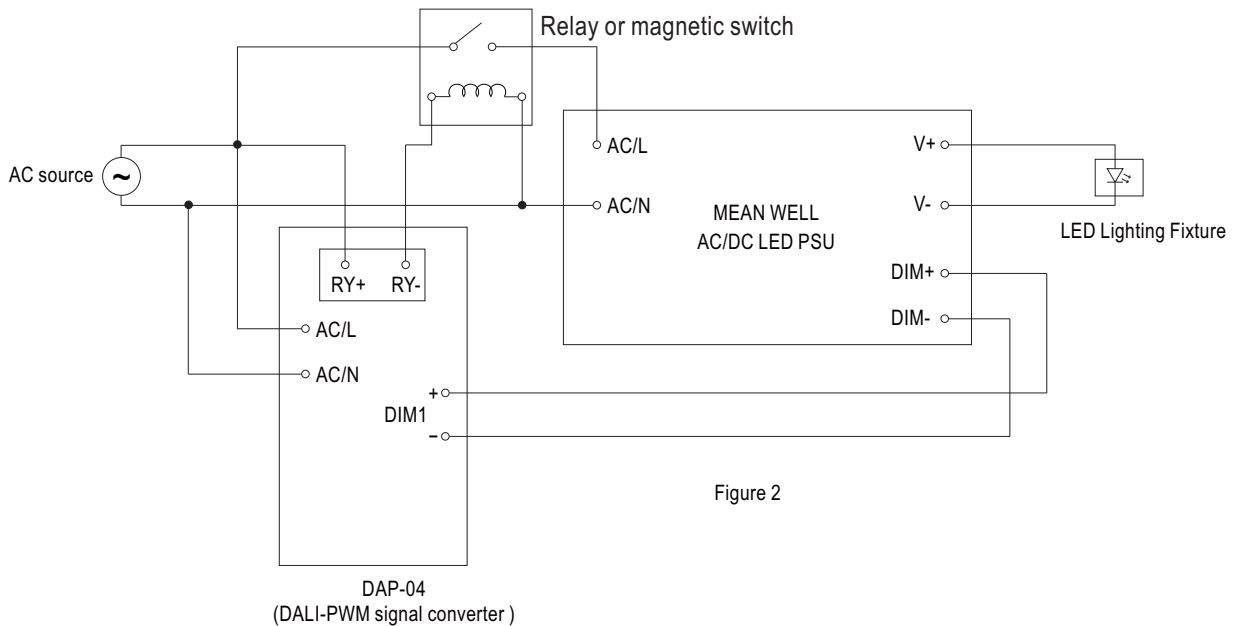 Relay or magnetic switch
AC source
~
AC/L
AC/N
MEAN WELL
AC/DC LED PSU
V+
V-
DIM+
DIM-
LED Lighting Fixture
RY+ RY-
AC/L
AC/N
DIM1
+
-
Figure 2
DAP-04
(DALI-PWM signal converter )